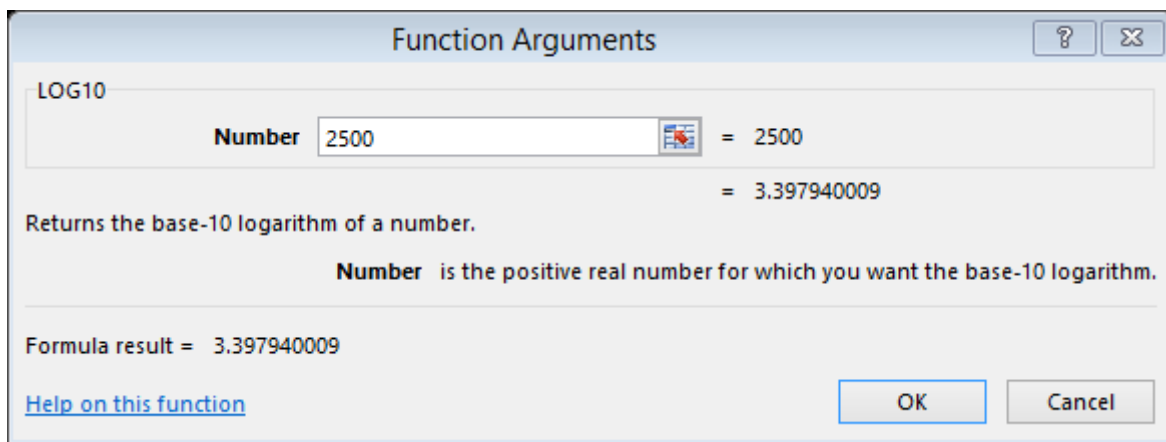 Function Arguments
LOG10
Number 2500 = 2500
= 3.397940009
Returns the base-10 logarithm of a number.
Number is the positive real number for which you want the base-10 logarithm.
Formula result = 3.397940009
Help on this function OK Cancel